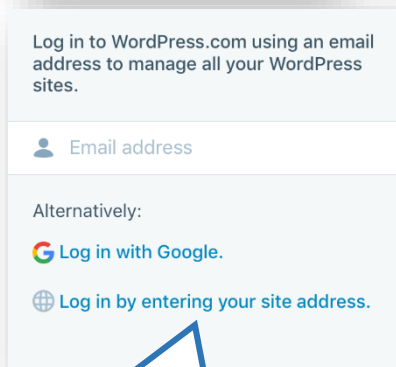 Log in to WordPress.com using an email
address to manage all your WordPress
sites.
Email address
Alternatively:
Log in with Google.
Log in by entering your site address.